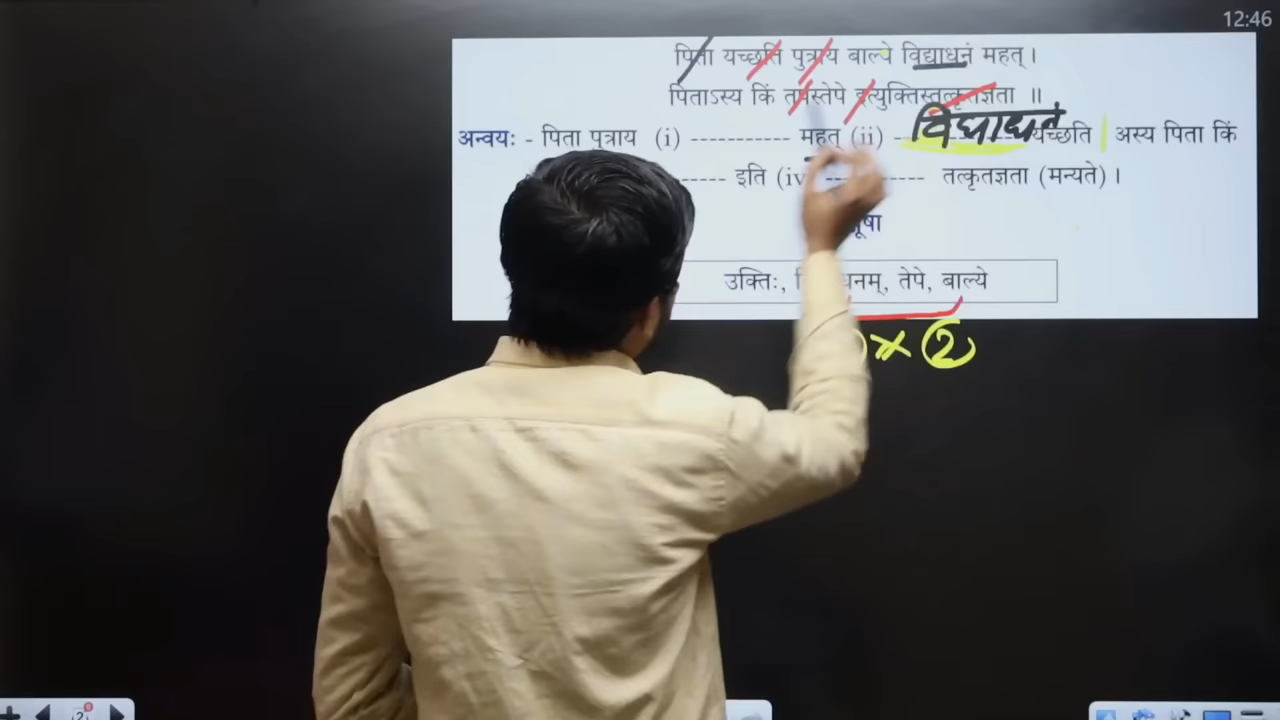 12:46
पिता यच्छति पुत्राय बाल्ये विद्याधनं महत्।
पिताऽस्य किं तपस्तेपे इत्युक्तिस्तत्कृतज्ञता ॥
विद्याधनं
अन्वयः - पिता पुत्राय (i) ----------- महत् (ii) - यच्छति | अस्य पिता किं
----- इति (iv ----------- तत्कृतज्ञता (मन्यते)।
उक्तिः, तेपे, बाल्ये
× 2